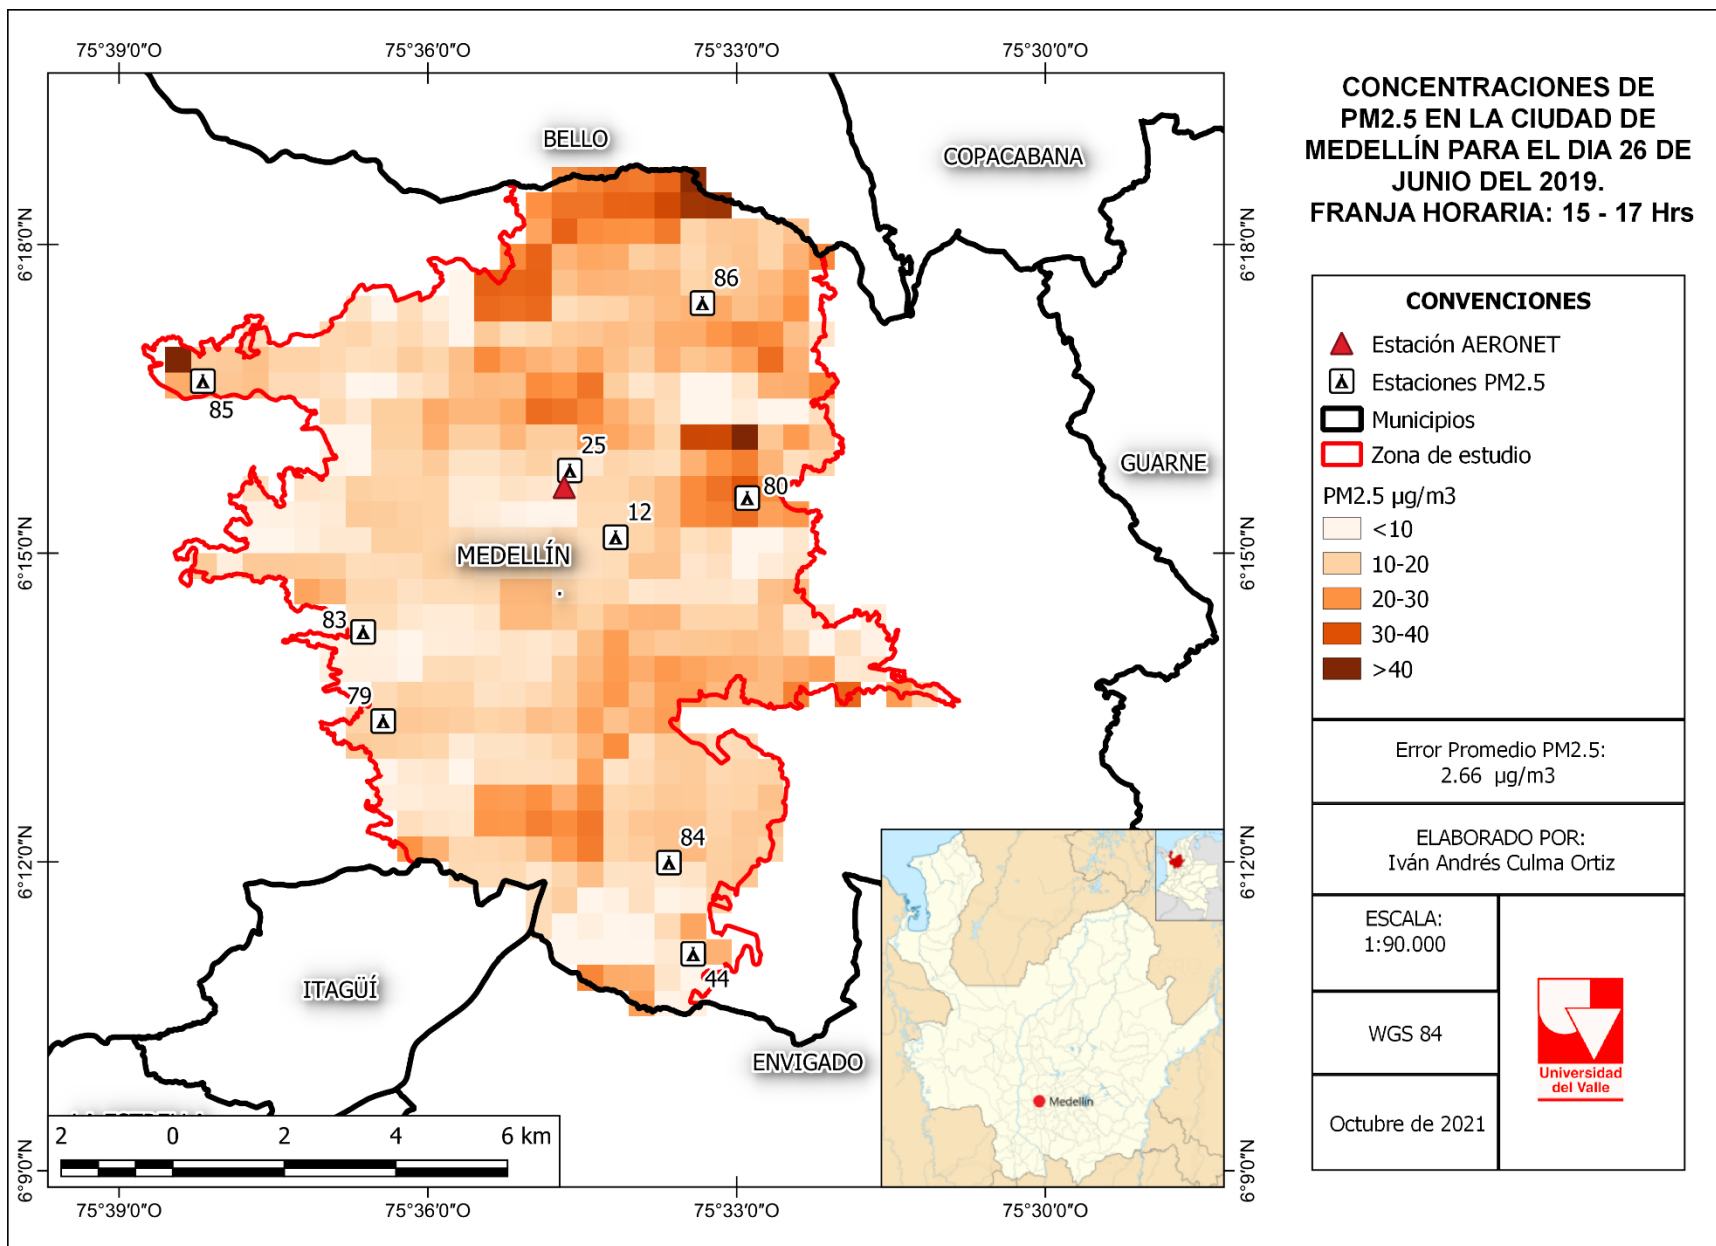 75°39'0"O
75°36'0"O
75°33'0"O
75°30'0"O
6°18'0"N
6°15'0"N
6°12'0"N
6°9'0"N
6°18'0"N
6°15'0"N
6°12'0"N
6°9'0"N
BELLO
COPACABANA
GUARNE
MEDELLÍN
ITAGÜÍ
ENVIGADO
LA ESTRELLA
86
85
25
80
12
83
79
84
44
2 0 2 4 6 km
Medellín
75°39'0"O
75°36'0"O
75°33'0"O
75°30'0"O
CONCENTRACIONES DE
PM2.5 EN LA CIUDAD DE
MEDELLÍN PARA EL DIA 26 DE
JUNIO DEL 2019.
FRANJA HORARIA: 15 - 17 Hrs
CONVENCIONES
Estación AERONET
Estaciones PM2.5
Municipios
Zona de estudio
PM2.5 µg/m3
<10
10-20
20-30
30-40
>40
Error Promedio PM2.5:
2.66 µg/m3
ELABORADO POR:
Iván Andrés Culma Ortiz
ESCALA:
1:90.000
WGS 84
Octubre de 2021
Universidad
del Valle